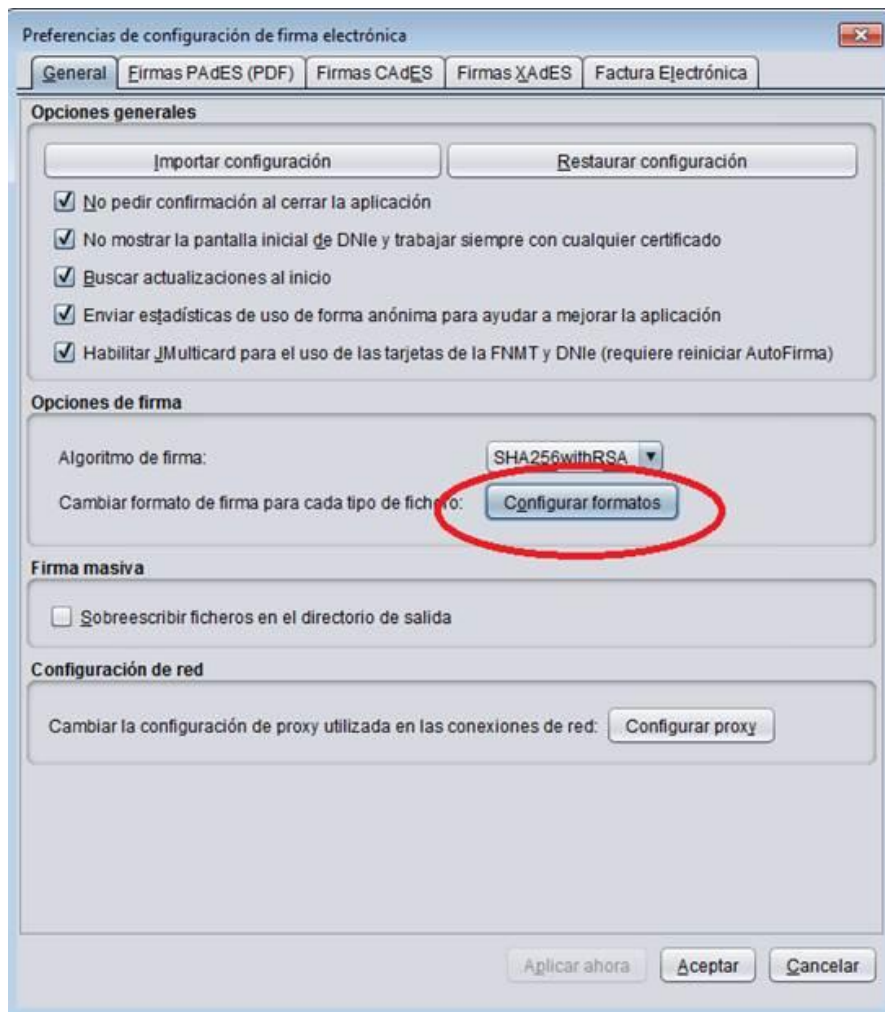 Preferencias de configuración de firma electrónica
General Firmas PAdES (PDF) Firmas CAdES Firmas XAdES Factura Electrónica
Opciones generales
Importar configuración Restaurar configuración
No pedir confirmación al cerrar la aplicación
No mostrar la pantalla inicial de DNIe y trabajar siempre con cualquier certificado
Buscar actualizaciones al inicio
Enviar estadísticas de uso de forma anónima para ayudar a mejorar la aplicación
Habilitar JMulticard para el uso de las tarjetas de la FNMT y DNIe (requiere reiniciar AutoFirma)
Opciones de firma
Algoritmo de firma: SHA256withRSA
Cambiar formato de firma para cada tipo de fichero: Configurar formatos
Firma masiva
Sobreescribir ficheros en el directorio de salida
Configuración de red
Cambiar la configuración de proxy utilizada en las conexiones de red: Configurar proxy
Aplicar ahora Aceptar Cancelar